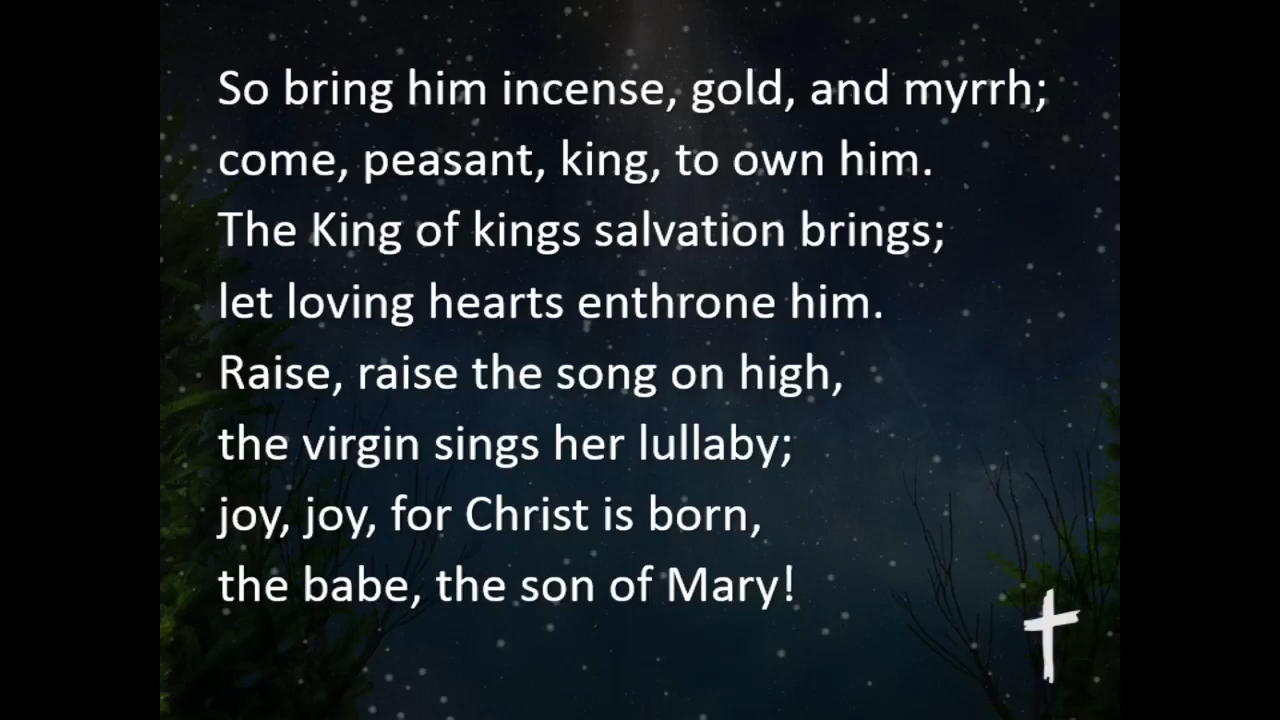 So bring him incense, gold, and myrrh;
come, peasant, king, to own him.
The King of kings salvation brings;
let loving hearts enthrone him.
Raise, raise the song on high,
the virgin sings her lullaby;
joy, joy, for Christ is born,
the babe, the son of Mary!